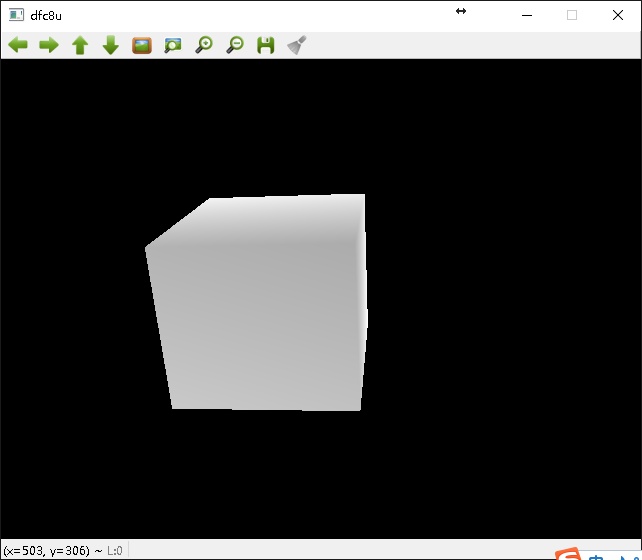 dfc8u
(x=503, y=306) ~ L:0